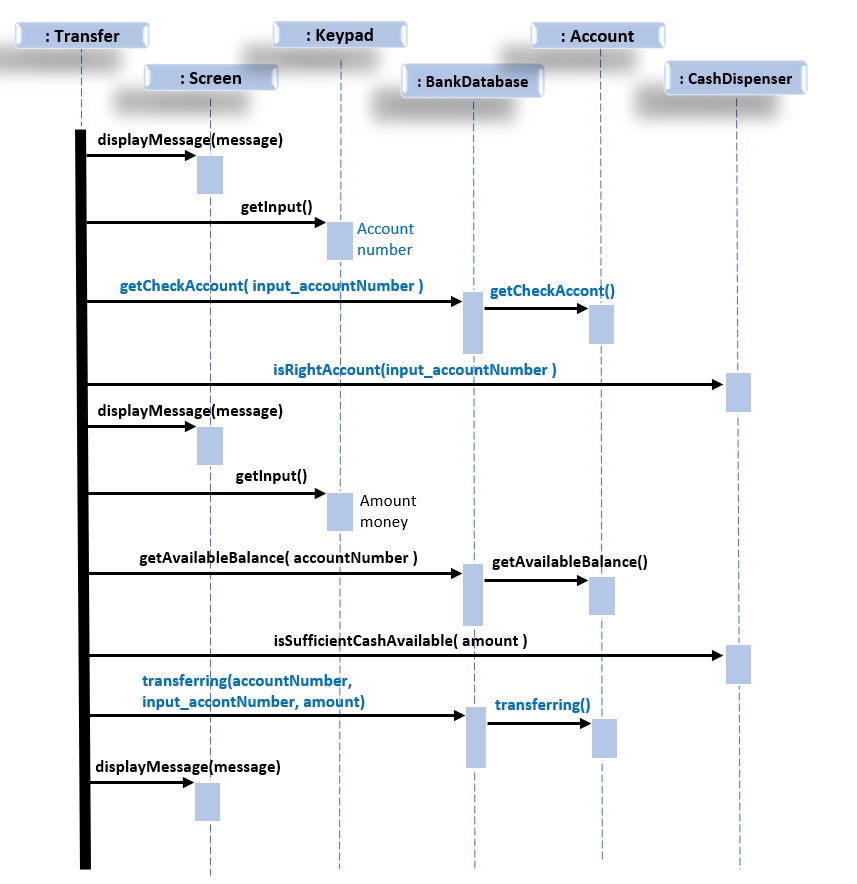 : Transfer
: Keypad
: Account
: Screen
: BankDatabase
: CashDispenser
displayMessage(message)
getInput()
Account
number
getCheckAccount( input_accountNumber )
getCheckAccont()
isRightAccount(input_accountNumber )
displayMessage(message)
getInput()
Amount
money
getAvailableBalance( accountNumber )
getAvailableBalance()
isSufficientCashAvailable( amount )
transferring(accountNumber,
input_accontNumber, amount)
transferring()
displayMessage(message)